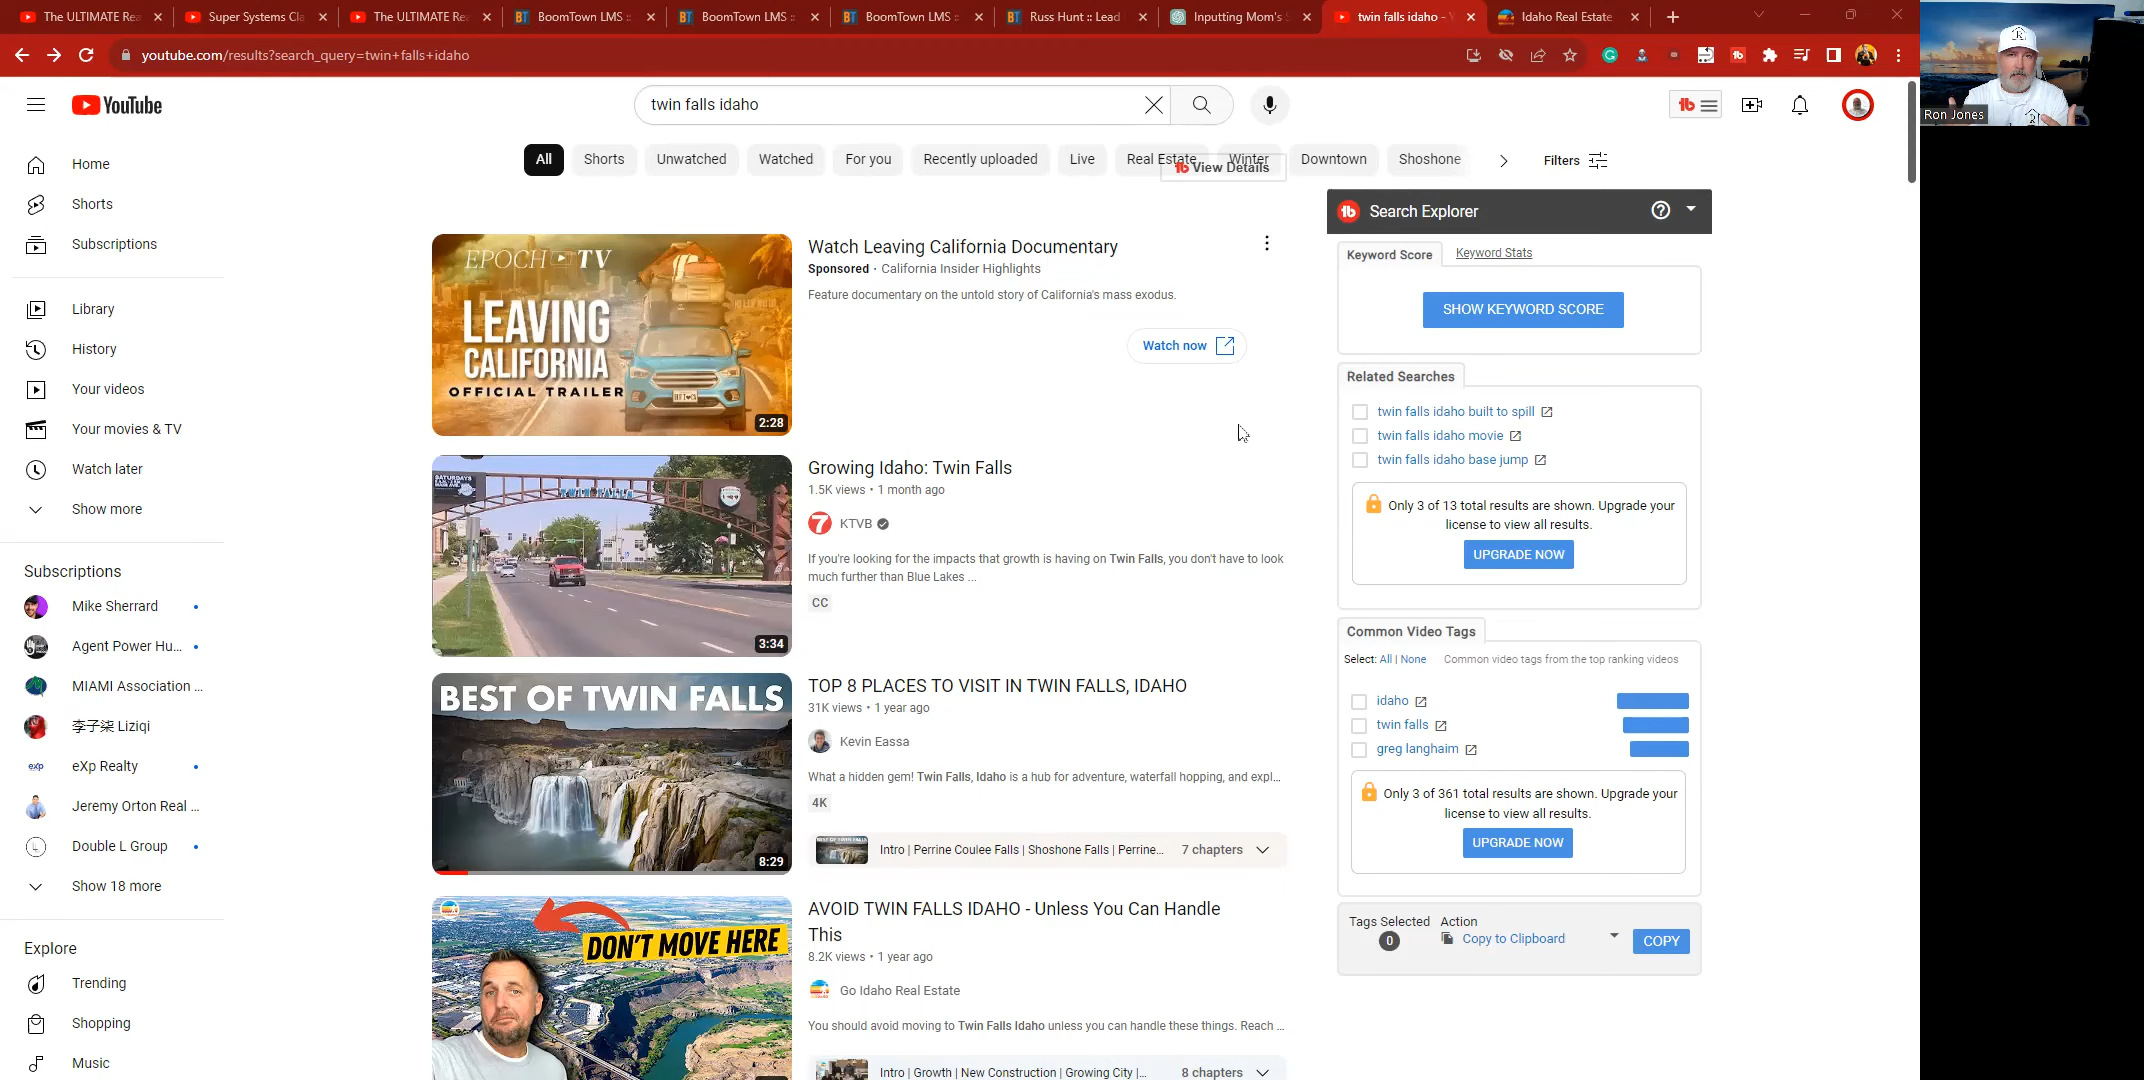 The ULTIMATE Re
Super Systems Cl
The ULTIMATE Re
BT BoomTown LMS ::
BT BoomTown LMS ::
BT BoomTown LMS ::
BT Russ Hunt :: Lead
Inputting Mom's S
twin falls idaho - Y
Idaho Real Estate
youtube.com/results?search_query=twin+falls+idaho
YouTube
twin falls idaho
Ron Jones
All
Shorts
Unwatched
Watched
For you
Recently uploaded
Live
Real Estate
Winter
Downtown
Shoshone
Filters
View Details
Home
Shorts
Subscriptions
Library
History
Your videos
Your movies & TV
Watch later
Show more
Subscriptions
Mike Sherrard
Agent Power Hu...
MIAMI Association ...
李子柒 Liziqi
eXp Realty
Jeremy Orton Real ...
Double L Group
Show 18 more
Explore
Trending
Shopping
Music
EPOCH TV
LEAVING
CALIFORNIA
OFFICIAL TRAILER
2:28
Watch Leaving California Documentary
Sponsored · California Insider Highlights
Feature documentary on the untold story of California's mass exodus.
Watch now
TWIN FALLS
3:34
Growing Idaho: Twin Falls
1.5K views • 1 month ago
7 KTVB
If you're looking for the impacts that growth is having on Twin Falls, you don't have to look
much further than Blue Lakes ...
CC
BEST OF TWIN FALLS
8:29
TOP 8 PLACES TO VISIT IN TWIN FALLS, IDAHO
31K views • 1 year ago
Kevin Eassa
What a hidden gem! Twin Falls, Idaho is a hub for adventure, waterfall hopping, and expl...
4K
Intro | Perrine Coulee Falls | Shoshone Falls | Perrine...
7 chapters
DON'T MOVE HERE
AVOID TWIN FALLS IDAHO - Unless You Can Handle
This
8.2K views • 1 year ago
Go Idaho Real Estate
You should avoid moving to Twin Falls Idaho unless you can handle these things. Reach ...
Intro | Growth | New Construction | Growing City |...
8 chapters
Search Explorer
Keyword Score
Keyword Stats
SHOW KEYWORD SCORE
Related Searches
twin falls idaho built to spill
twin falls idaho movie
twin falls idaho base jump
Only 3 of 13 total results are shown. Upgrade your
license to view all results.
UPGRADE NOW
Common Video Tags
Select: All | None
Common video tags from the top ranking videos
idaho
twin falls
greg langhaim
Only 3 of 361 total results are shown. Upgrade your
license to view all results.
UPGRADE NOW
Tags Selected
Action
0
Copy to Clipboard
COPY